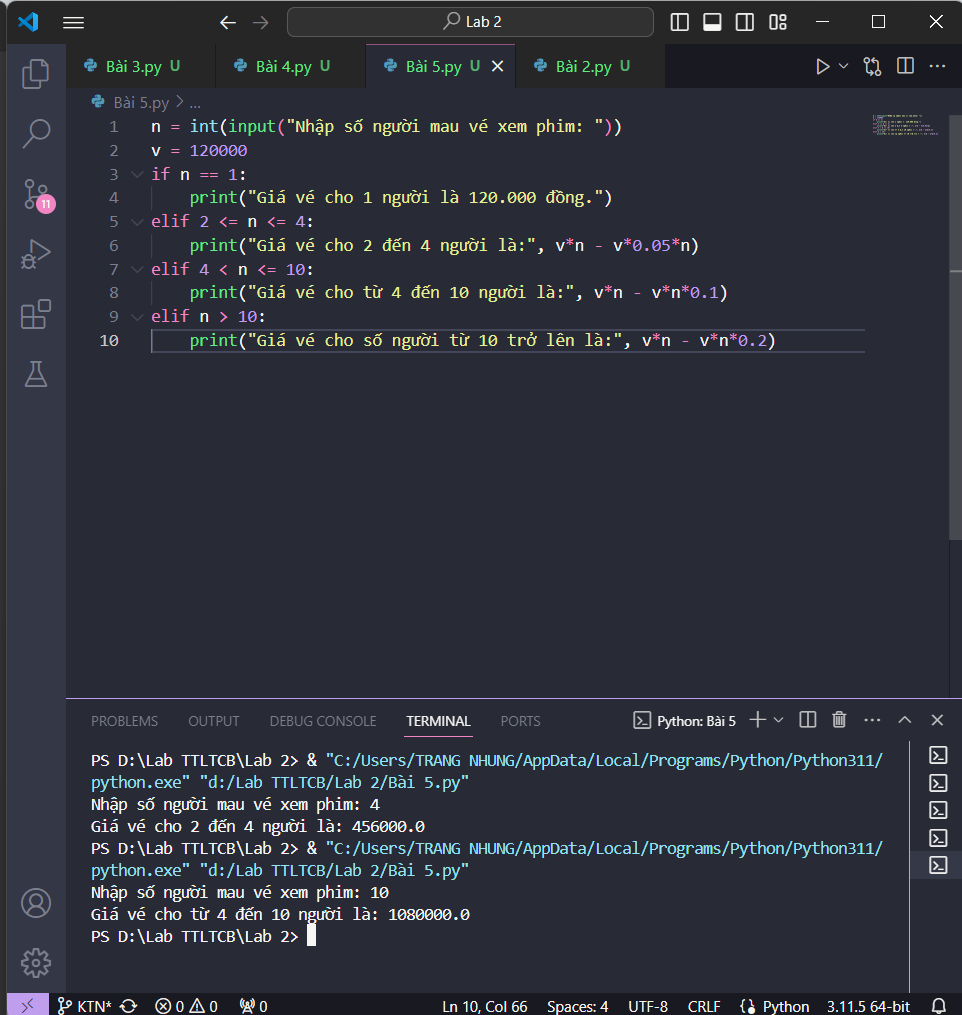 Lab 2
Bài 3.py U
Bài 4.py U
Bài 5.py U
Bài 2.py U
Bài 5.py > ...
1 n = int(input("Nhập số người mau vé xem phim: "))
2 v = 120000
3 if n == 1:
4 print("Giá vé cho 1 người là 120.000 đồng.")
5 elif 2 <= n <= 4:
6 print("Giá vé cho 2 đến 4 người là:", v*n - v*0.05*n)
7 elif 4 < n <= 10:
8 print("Giá vé cho từ 4 đến 10 người là:", v*n - v*n*0.1)
9 elif n > 10:
10 print("Giá vé cho số người từ 10 trở lên là:", v*n - v*n*0.2)
11
PROBLEMS OUTPUT DEBUG CONSOLE TERMINAL PORTS
Python: Bài 5
PS D:\Lab TTLTCB\Lab 2> & "C:/Users/TRANG NHUNG/AppData/Local/Programs/Python/Python311/
python.exe" "d:/Lab TTLTCB/Lab 2/Bài 5.py"
Nhập số người mau vé xem phim: 4
Giá vé cho 2 đến 4 người là: 456000.0
PS D:\Lab TTLTCB\Lab 2> & "C:/Users/TRANG NHUNG/AppData/Local/Programs/Python/Python311/
python.exe" "d:/Lab TTLTCB/Lab 2/Bài 5.py"
Nhập số người mau vé xem phim: 10
Giá vé cho từ 4 đến 10 người là: 1080000.0
PS D:\Lab TTLTCB\Lab 2>
KTN* 0 0 0 Ln 10, Col 66 Spaces: 4 UTF-8 CRLF Python 3.11.5 64-bit